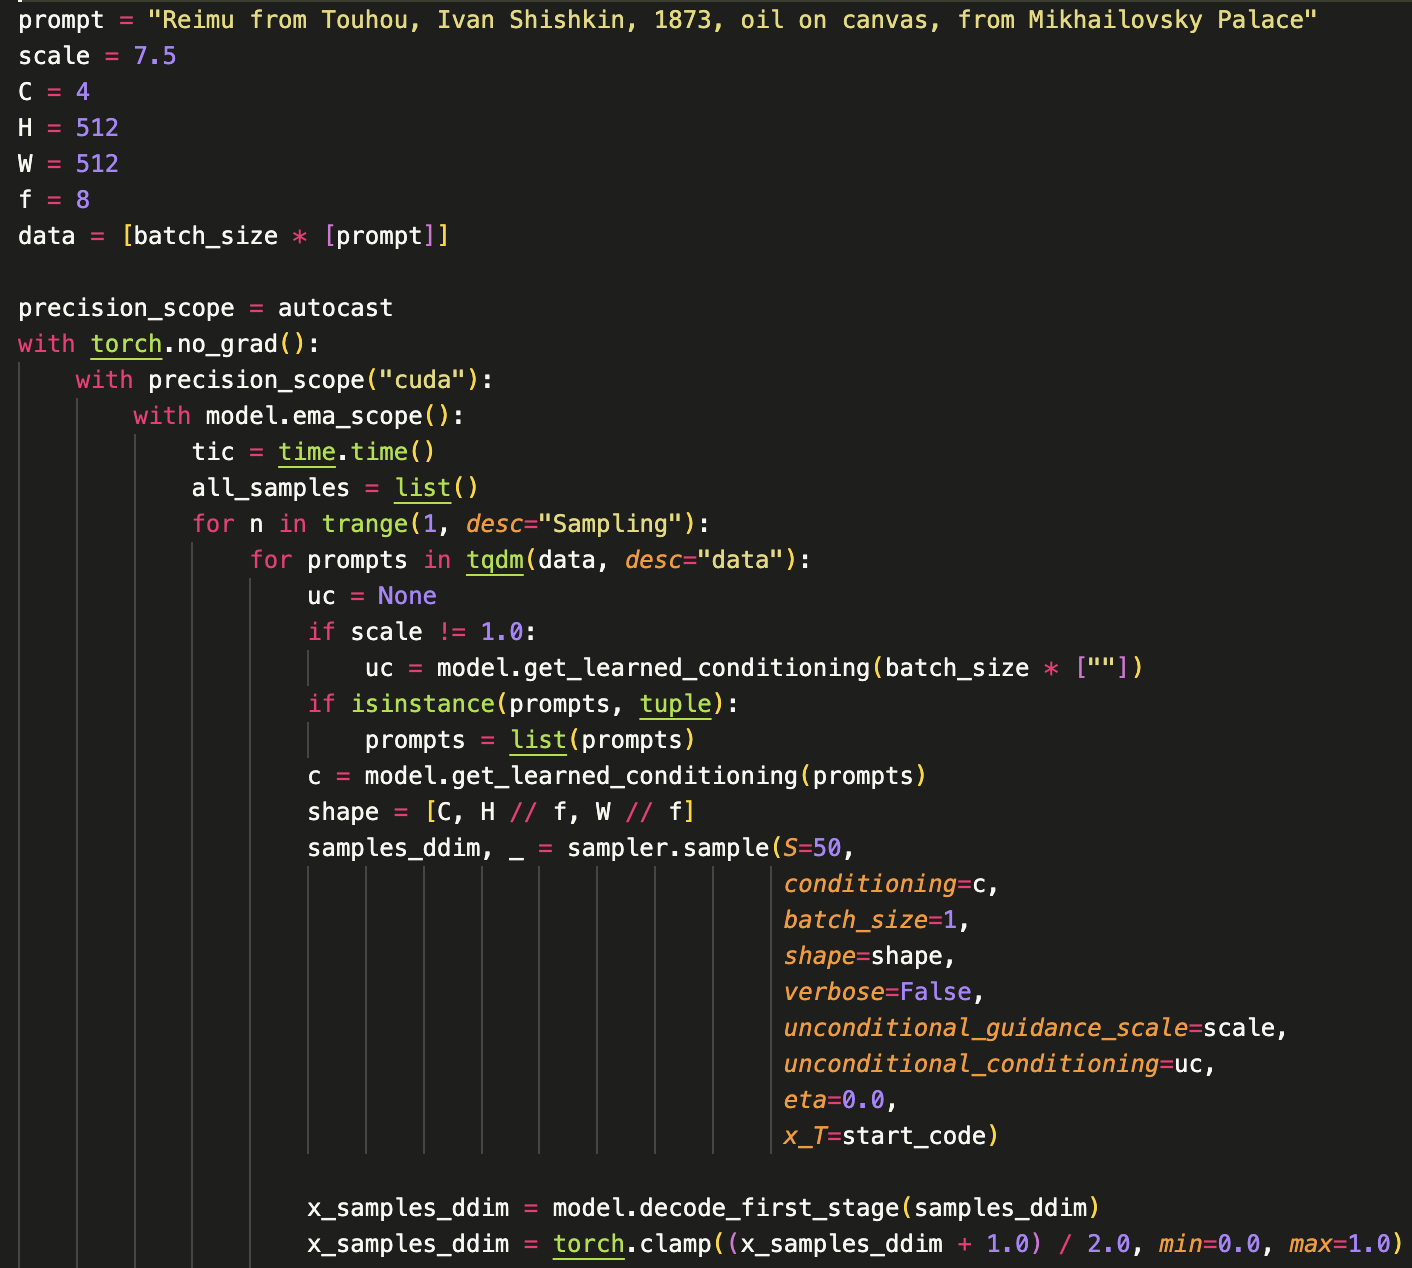 prompt = "Reimu from Touhou, Ivan Shishkin, 1873, oil on canvas, from Mikhailovsky Palace"
scale = 7.5
C = 4
H = 512
W = 512
f = 8
data = [batch_size * [prompt]]

precision_scope = autocast
with torch.no_grad():
    with precision_scope("cuda"):
        with model.ema_scope():
            tic = time.time()
            all_samples = list()
            for n in trange(1, desc="Sampling"):
                for prompts in tqdm(data, desc="data"):
                    uc = None
                    if scale != 1.0:
                        uc = model.get_learned_conditioning(batch_size * [""])
                    if isinstance(prompts, tuple):
                        prompts = list(prompts)
                    c = model.get_learned_conditioning(prompts)
                    shape = [C, H // f, W // f]
                    samples_ddim, _ = sampler.sample(S=50,
                                                     conditioning=c,
                                                     batch_size=1,
                                                     shape=shape,
                                                     verbose=False,
                                                     unconditional_guidance_scale=scale,
                                                     unconditional_conditioning=uc,
                                                     eta=0.0,
                                                     x_T=start_code)

                    x_samples_ddim = model.decode_first_stage(samples_ddim)
                    x_samples_ddim = torch.clamp((x_samples_ddim + 1.0) / 2.0, min=0.0, max=1.0)